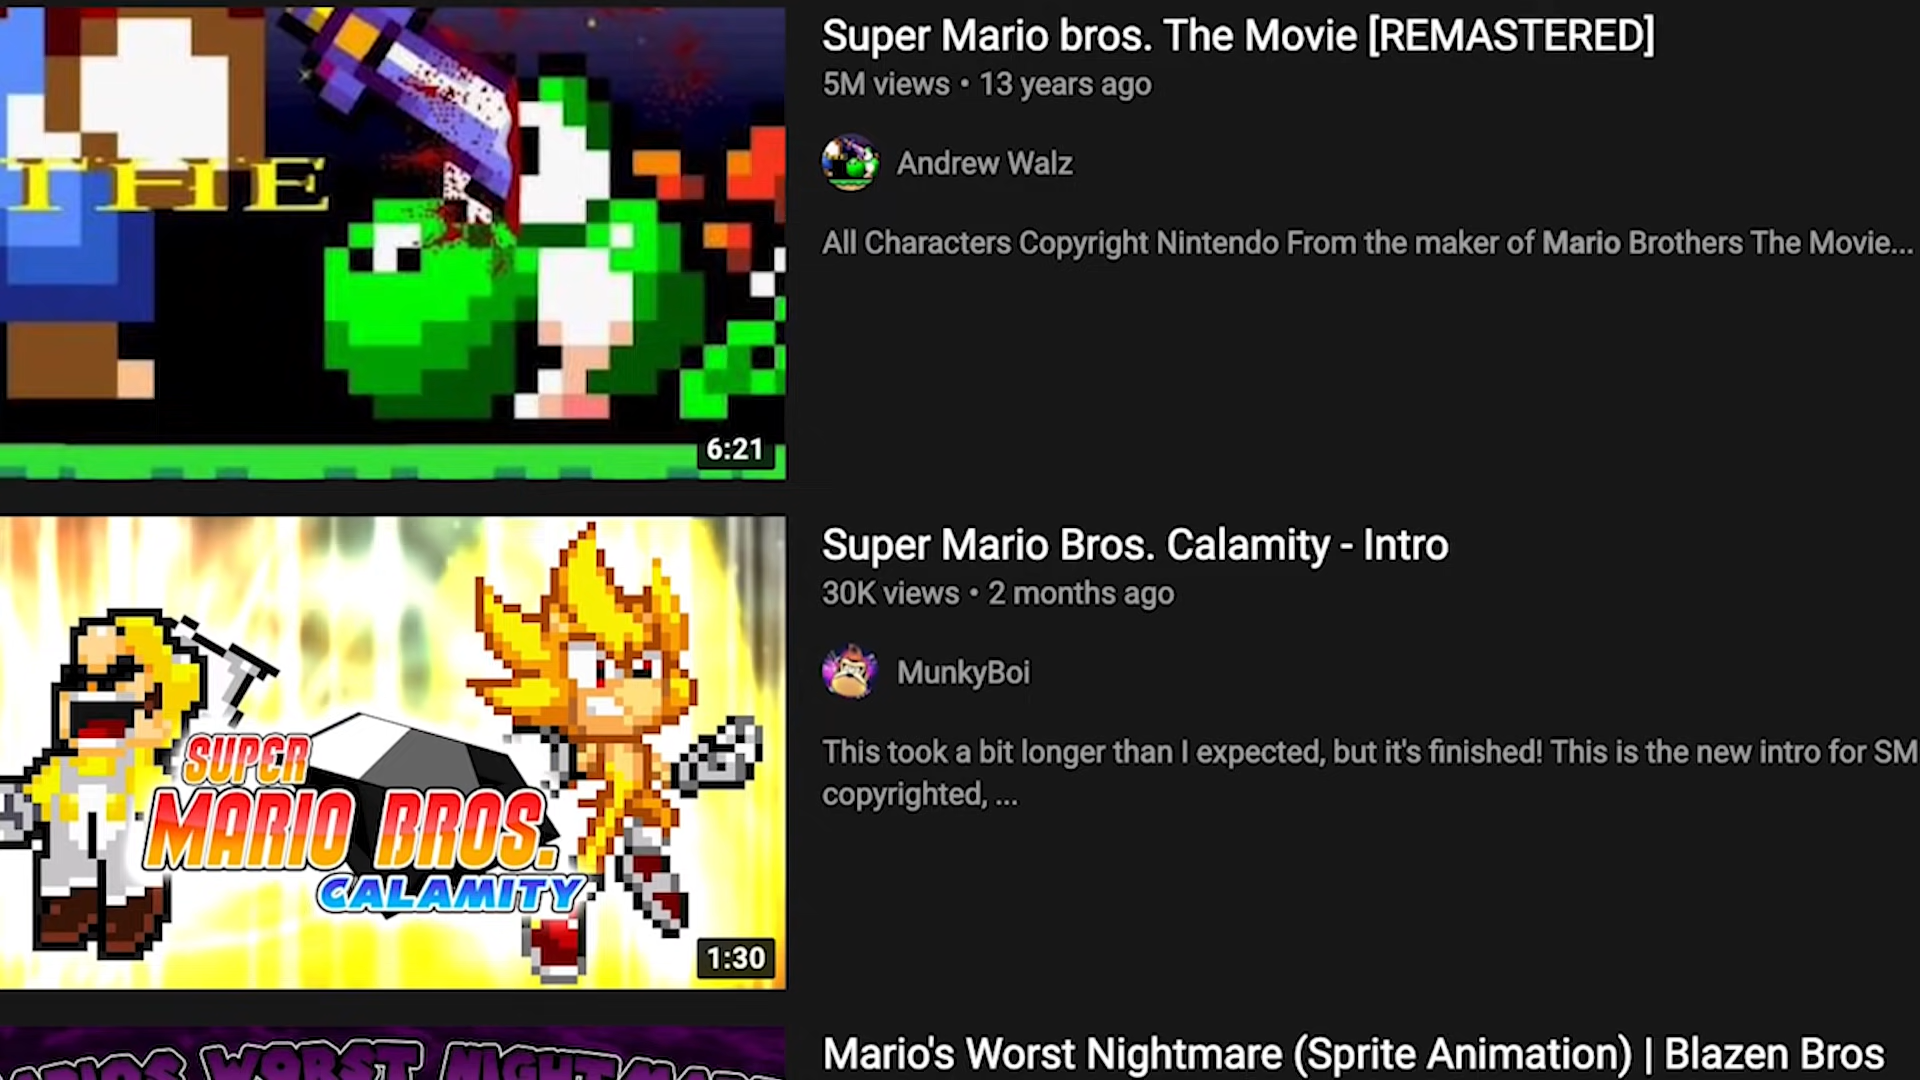 THE
6:21
Super Mario bros. The Movie [REMASTERED]
5M views • 13 years ago
Andrew Walz
All Characters Copyright Nintendo From the maker of Mario Brothers The Movie...
SUPER
MARIO BROS.
CALAMITY
1:30
Super Mario Bros. Calamity - Intro
30K views • 2 months ago
MunkyBoi
This took a bit longer than I expected, but it's finished! This is the new intro for SM
copyrighted, ...
WORST NIGHTMARE
Mario's Worst Nightmare (Sprite Animation) | Blazen Bros